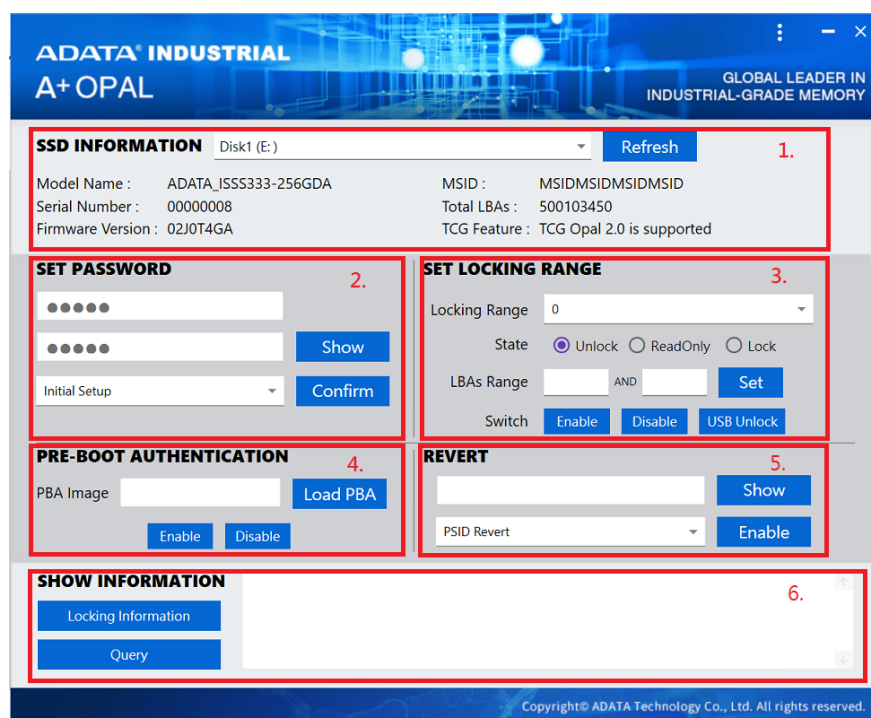 ADATA® INDUSTRIAL
A+ OPAL
GLOBAL LEADER IN
INDUSTRIAL-GRADE MEMORY
SSD INFORMATION Disk1 (E: ) Refresh 1.
Model Name : ADATA_ISSS333-256GDA MSID : MSIDMSIDMSIDMSID
Serial Number : 00000008 Total LBAs : 500103450
Firmware Version : 02J0T4GA TCG Feature : TCG Opal 2.0 is supported
SET PASSWORD 2.
Show
Initial Setup Confirm
SET LOCKING RANGE 3.
Locking Range 0
State Unlock ReadOnly Lock
LBAs Range AND Set
Switch Enable Disable USB Unlock
PRE-BOOT AUTHENTICATION 4.
PBA Image Load PBA
Enable Disable
REVERT 5.
Show
PSID Revert Enable
SHOW INFORMATION 6.
Locking Information
Query
Copyright© ADATA Technology Co., Ltd. All rights reserved.